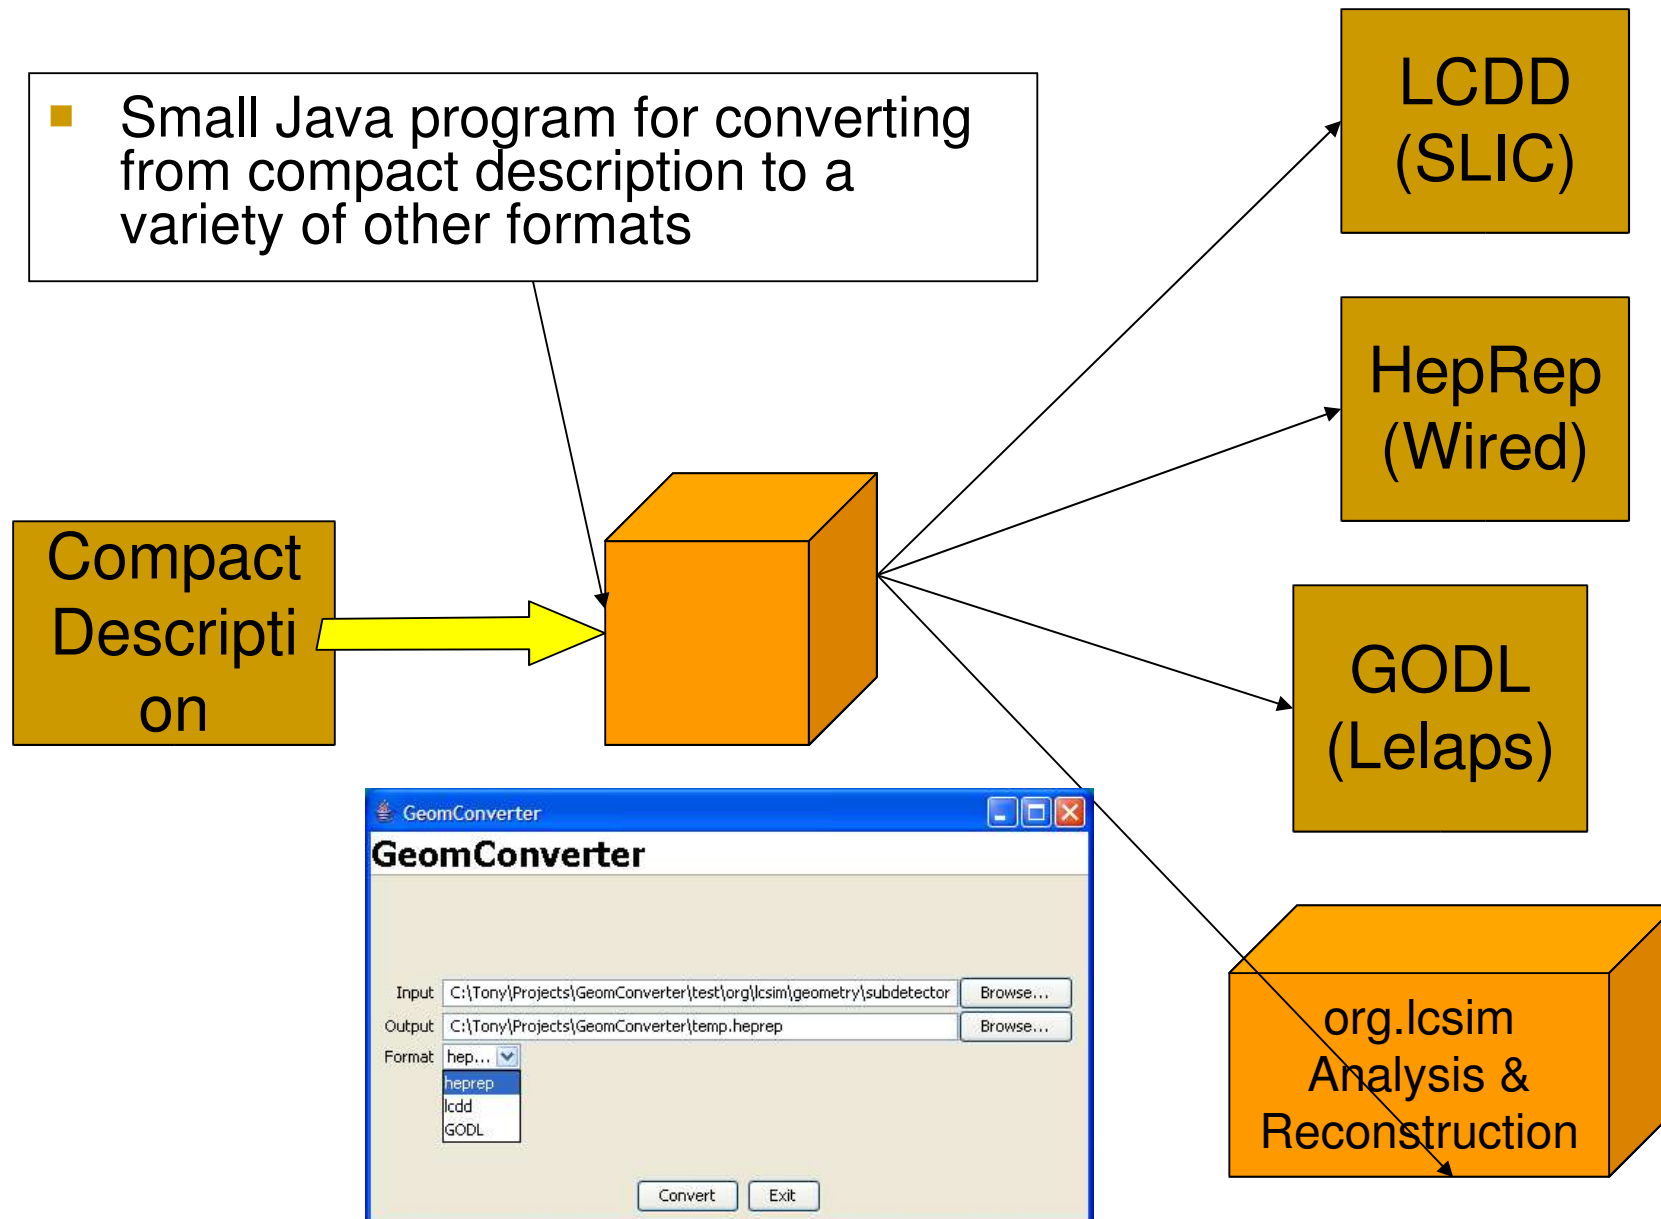 Small Java program for converting
from compact description to a
variety of other formats
LCDD
(SLIC)
HepRep
(Wired)
Compact
Descripti
on
GODL
(Lelaps)
GeomConverter
GeomConverter
Input C:\Tony\Projects\GeomConverter\test\org\lcsim\geometry\subdetector Browse...
Output C:\Tony\Projects\GeomConverter\temp.heprep Browse...
Format hep...
heprep
lcdd
GODL
Convert Exit
org.lcsim
Analysis &
Reconstruction